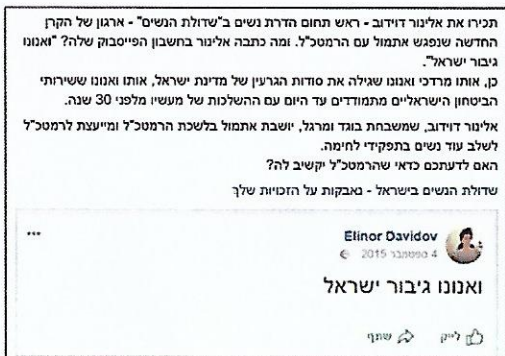 תכירו את אלינור דוידוב - ראש תחום הדרת נשים ב"שדולת הנשים" - ארגון של הקרן
החדשה שנפגש אתמול עם הרמטכ"ל. ומה כתבה אלינור בחשבון הפייסבוק שלה? "ואנונו
גיבור ישראל".
כן, אותו מרדכי ואנונו שגילה את סודות הגרעין של מדינת ישראל, אותו ואנונו ששירותי
הביטחון הישראליים מתמודדים עד היום עם ההשלכות של מעשיו מלפני 30 שנה.
אלינור דוידוב, שמשבחת בוגד ומרגל, יושבת אתמול בלשכת הרמטכ"ל ומייעצת לרמטכ"ל
לשלב עוד נשים בתפקידי לחימה.
האם לדעתכם כדאי שהרמטכ"ל יקשיב לה?
שדולת הנשים בישראל - נאבקות על הזכויות שלך
Elinor Davidov
4 ספטמבר 2015
ואנונו גיבור ישראל
לייק שתף